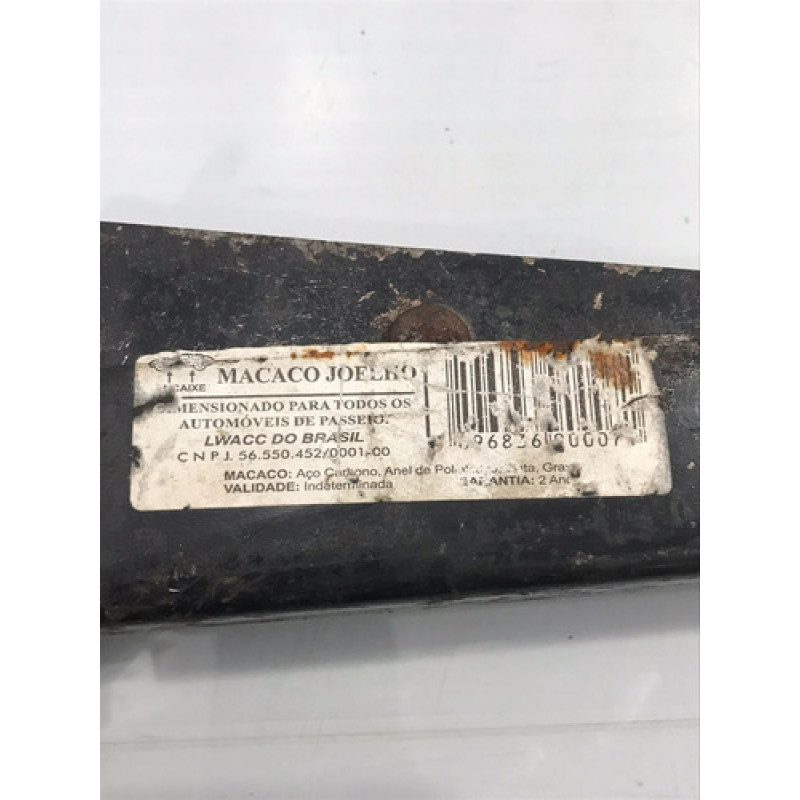 MACACO JOELHO
DIMENSIONADO PARA TODOS OS
AUTOMÓVEIS DE PASSEIO.
LWACC DO BRASIL
C N P J. 56.550.452/0001-00
MACACO: Aço Carbono, Anel de
VALIDADE: Indeterminada
GARANTIA: 2